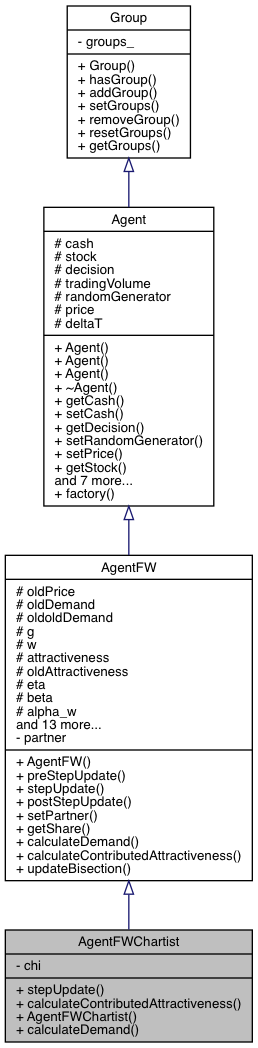 Group
- groups_
+ Group()
+ hasGroup()
+ addGroup()
+ setGroups()
+ removeGroup()
+ resetGroups()
+ getGroups()
Agent
# cash
# stock
# decision
# tradingVolume
# randomGenerator
# price
# deltaT
+ Agent()
+ Agent()
+ Agent()
+ ~Agent()
+ getCash()
+ setCash()
+ getDecision()
+ setRandomGenerator()
+ setPrice()
+ getStock()
and 7 more...
+ factory()
AgentFW
# oldPrice
# oldDemand
# oldoldDemand
# g
# w
# attractiveness
# oldAttractiveness
# eta
# beta
# alpha_w
and 13 more...
- partner
+ AgentFW()
+ preStepUpdate()
+ stepUpdate()
+ postStepUpdate()
+ setPartner()
+ getShare()
+ calculateDemand()
+ calculateContributedAttractiveness()
+ updateBisection()
AgentFWChartist
- chi
+ stepUpdate()
+ calculateContributedAttractiveness()
+ AgentFWChartist()
+ calculateDemand()